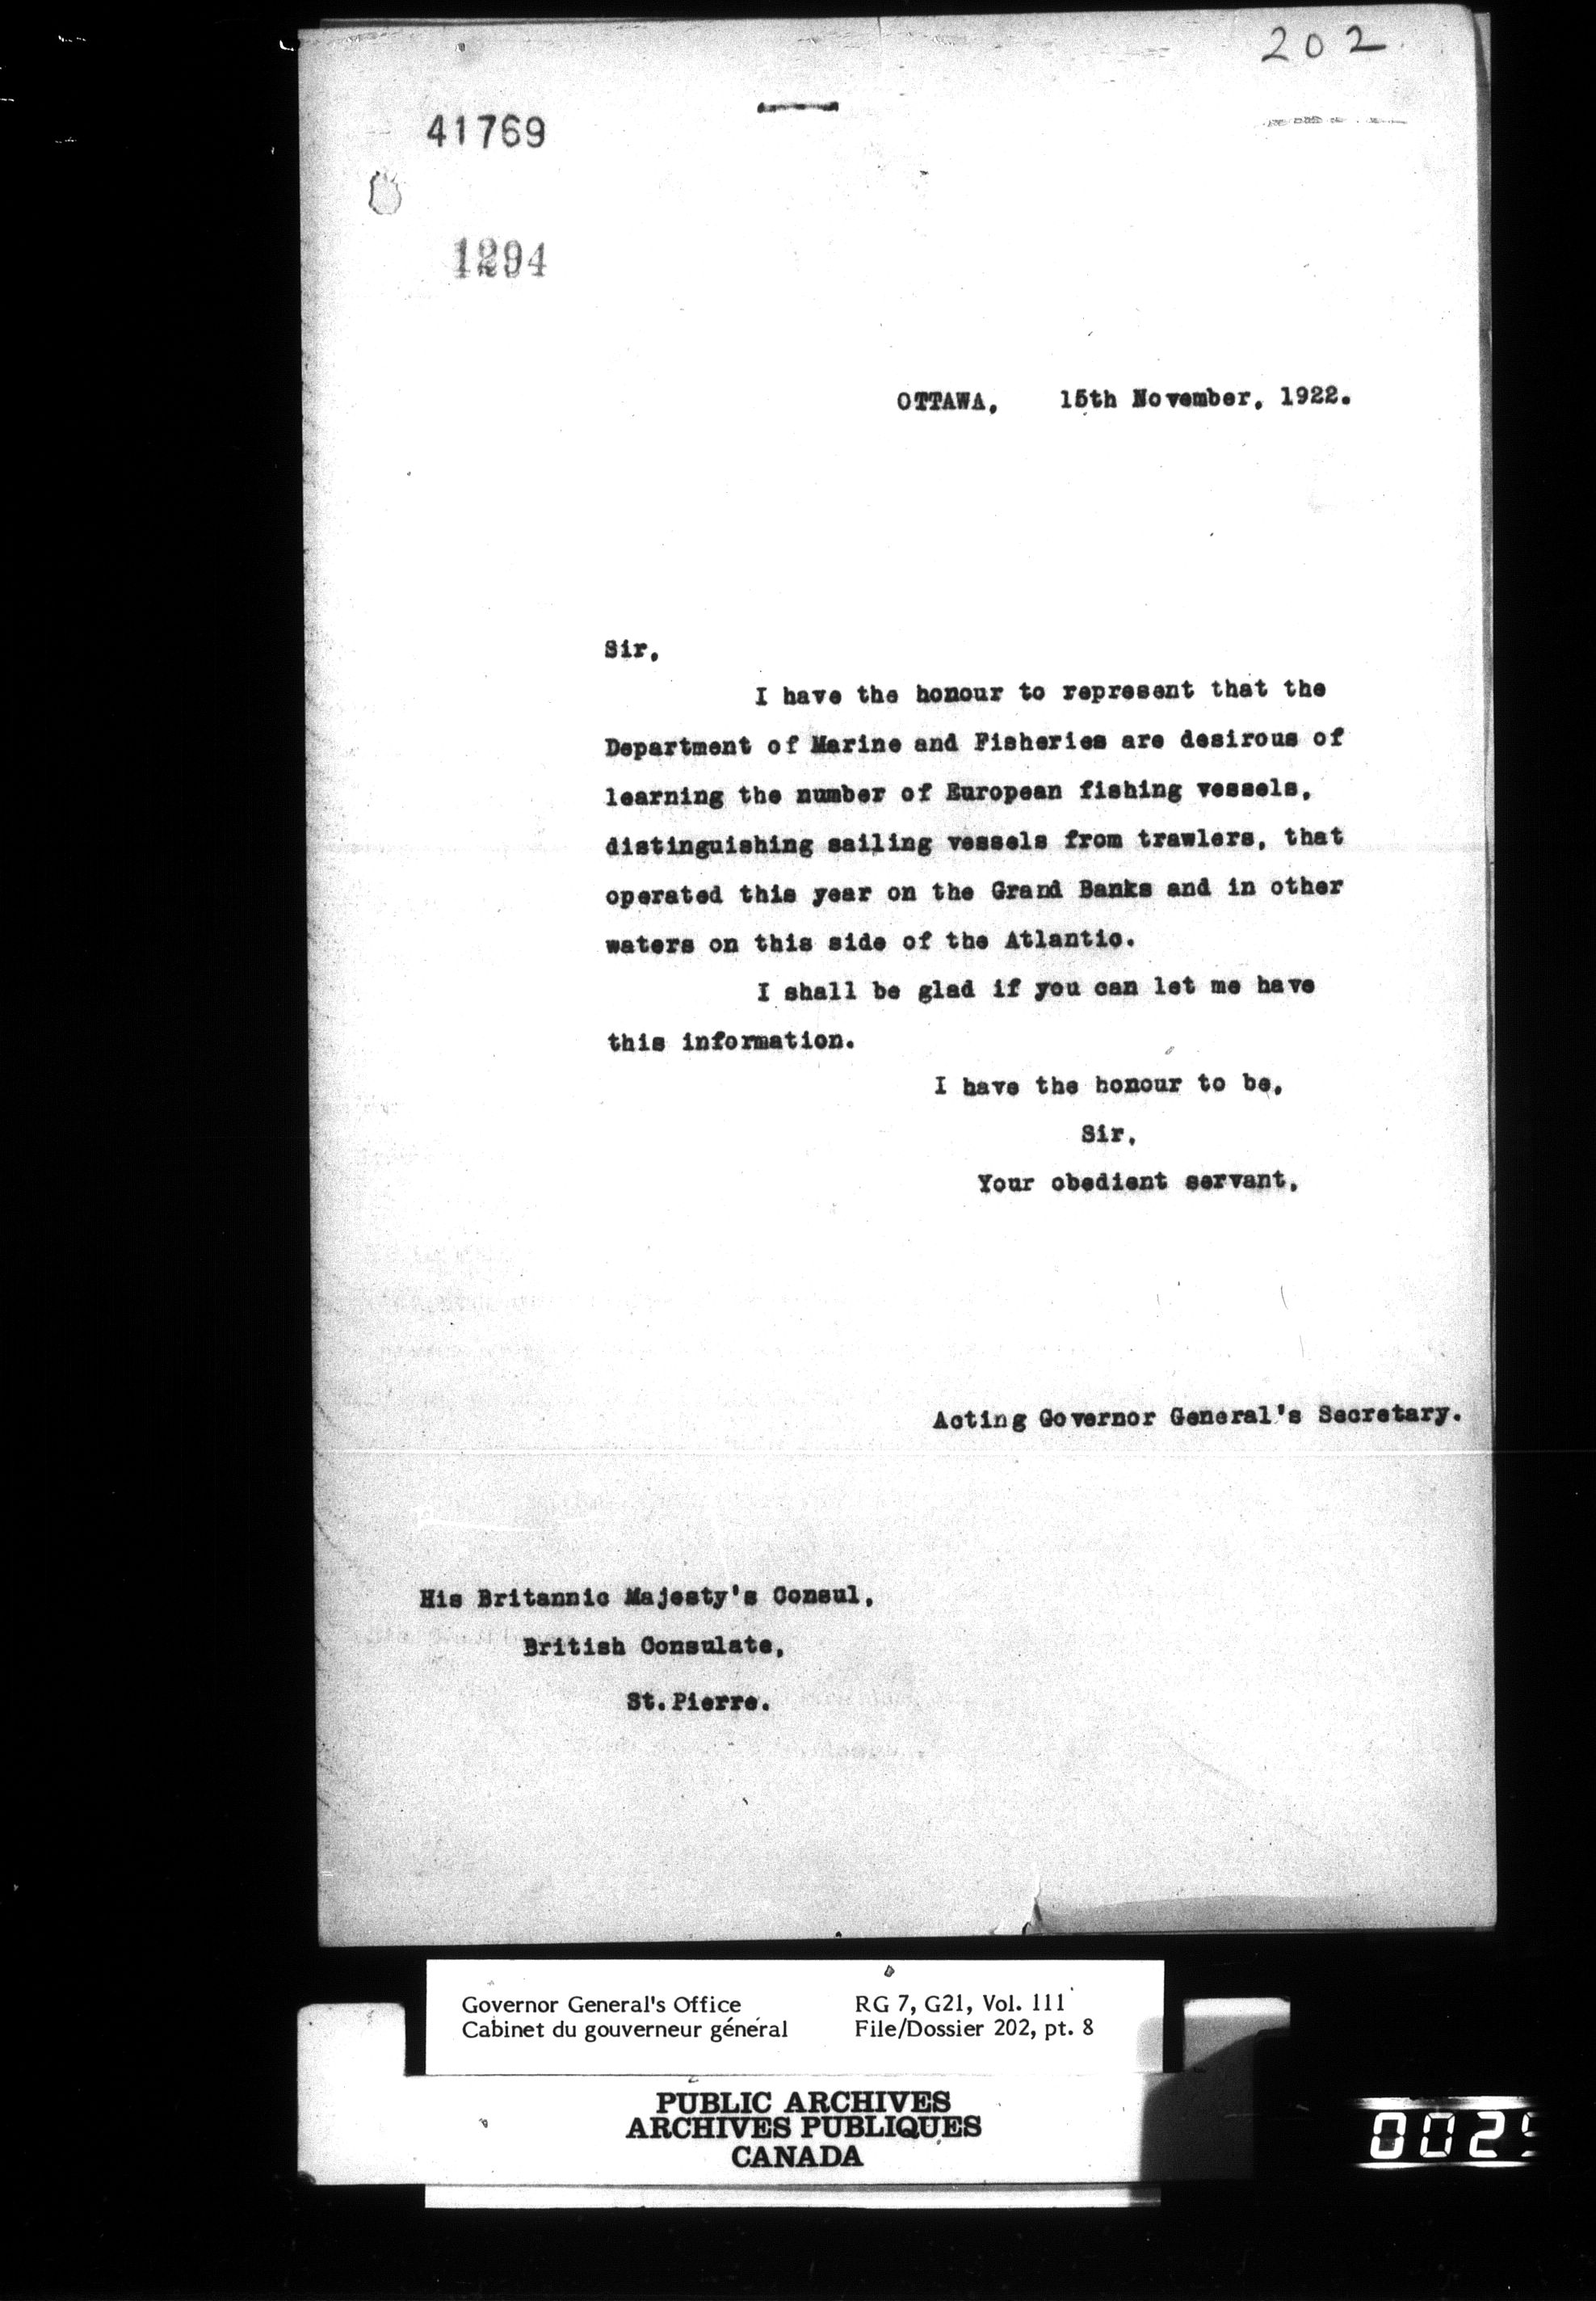 202
41769
1294
OTTAWA, 15th November, 1922.
Sir,
I have the honour to represent that the
Department of Marine and Fisheries are desirous of
learning the number of European fishing vessels,
distinguishing sailing vessels from trawlers, that
operated this year on the Grand Banks and in other
waters on this side of the Atlantic.
I shall be glad if you can let me have
this information.
I have the honour to be,
Sir,
Your obedient servant,
Acting Governor General's Secretary.
His Britannic Majesty's Consul,
British Consulate,
St.Pierre.
Governor General's Office RG 7, G21, Vol. 111
Cabinet du gouverneur général File/Dossier 202, pt. 8
PUBLIC ARCHIVES
ARCHIVES PUBLIQUES
CANADA